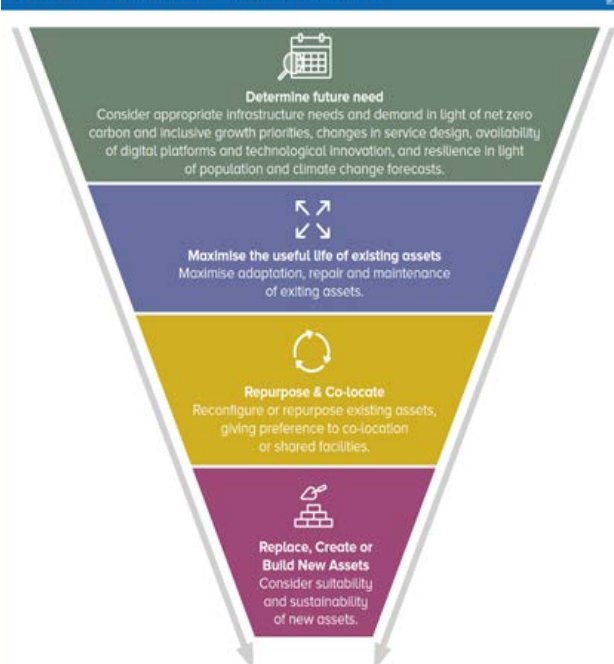 Determine future need
Consider appropriate infrastructure needs and demand in light of net zero
carbon and inclusive growth priorities, changes in service design, availability
of digital platforms and technological innovation, and resilience in light
of population and climate change forecasts.
Maximise the useful life of existing assets
Maximise adaptation, repair and maintenance
of exiting assets.
Repurpose & Co-locate
Reconfigure or repurpose existing assets,
giving preference to co-location
or shared facilities.
Replace, Create or
Build New Assets
Consider suitability
and sustainability
of new assets.